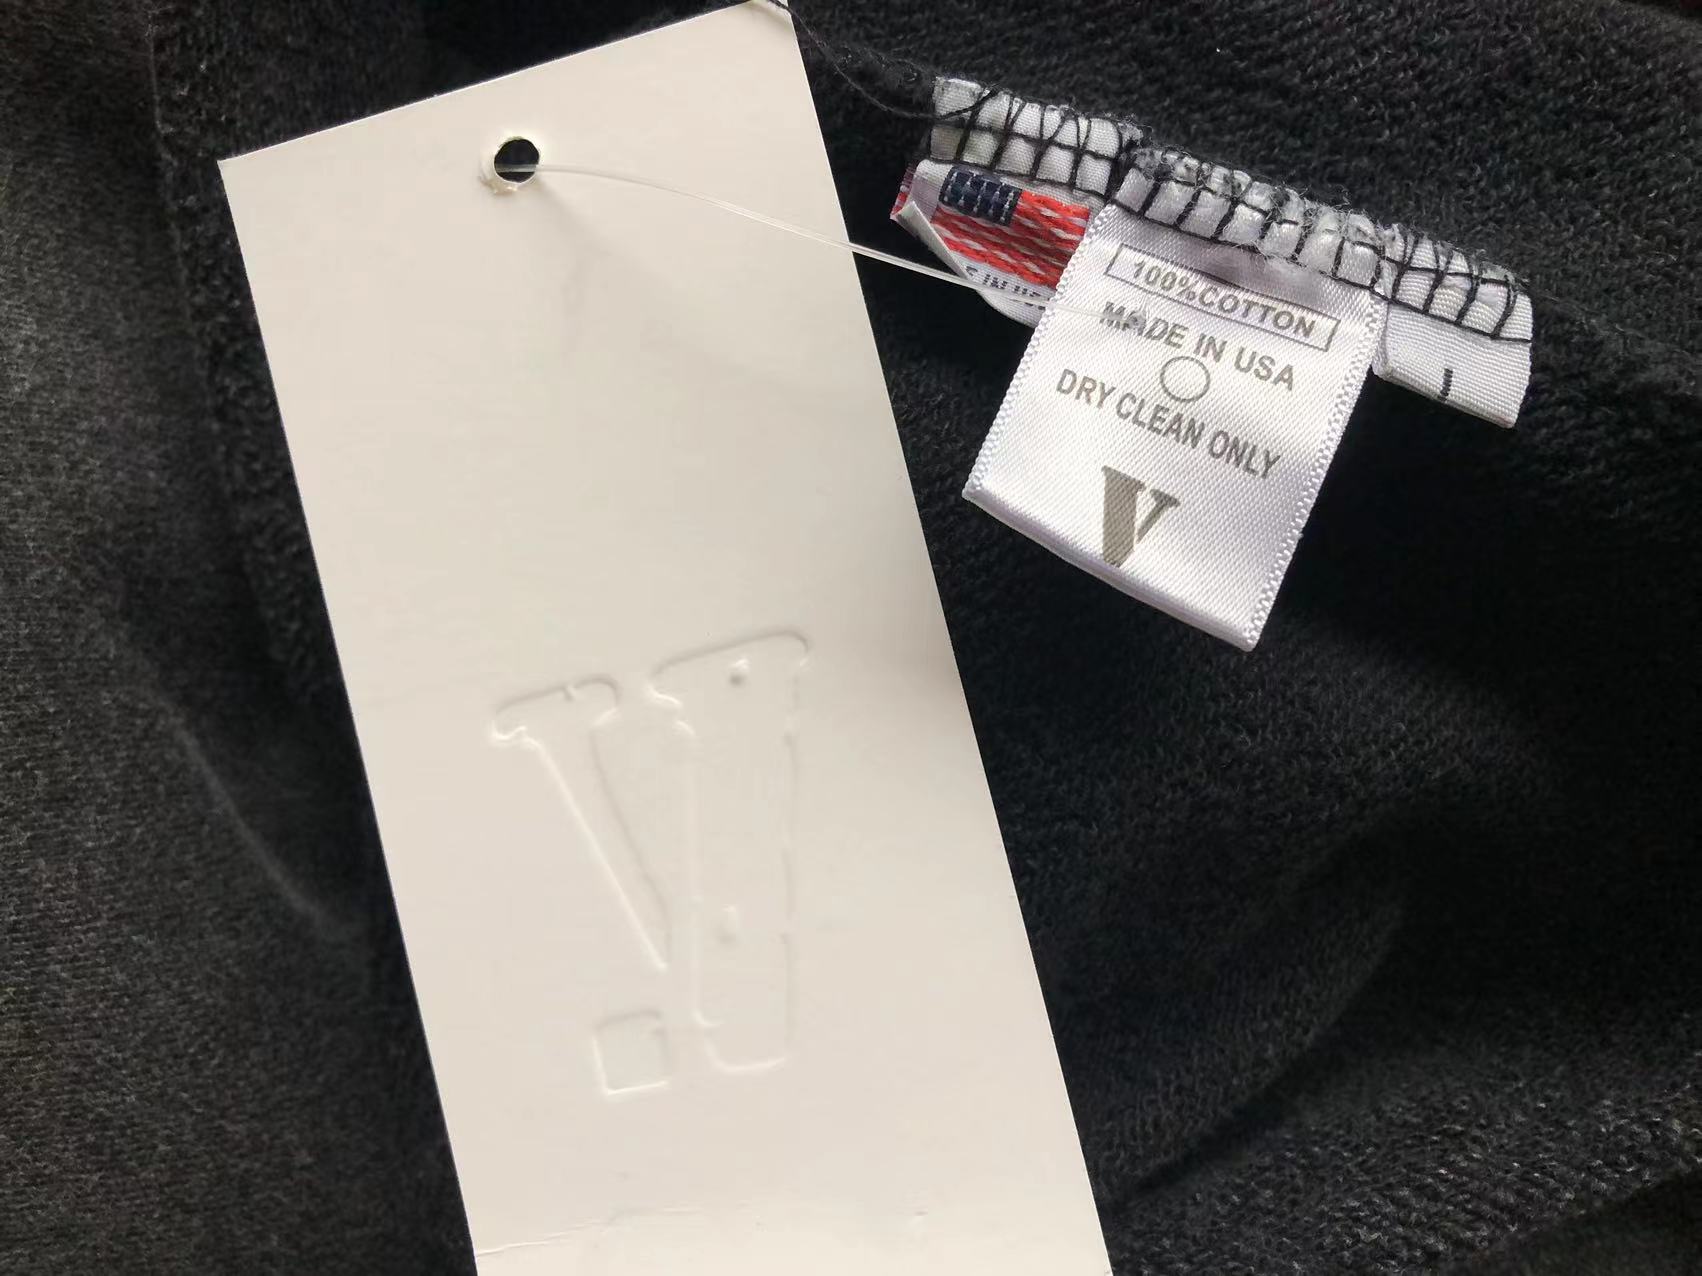 100%COTTON
MADE IN USA
DRY CLEAN ONLY
V
V